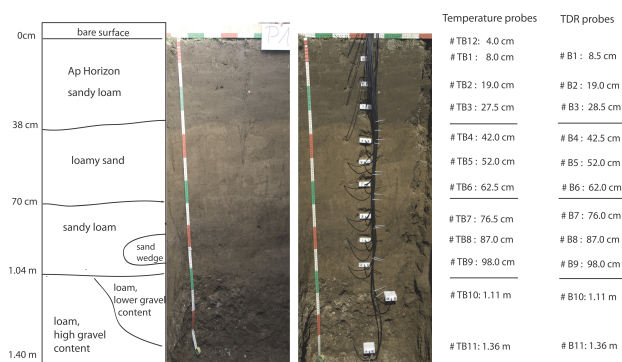 Temperature probes
TDR probes
0cm
bare surface
# TB12: 4.0 cm
# TB1 : 8.0 cm
# B1 : 8.5 cm
Ap Horizon
sandy loam
# TB2 : 19.0 cm
# B2 : 19.0 cm
# TB3 : 27.5 cm
# B3 : 28.5 cm
38 cm
# TB4 : 42.0 cm
# B4 : 42.5 cm
loamy sand
# TB5 : 52.0 cm
# B5 : 52.0 cm
# TB6 : 62.5 cm
# B6 : 62.0 cm
70 cm
# TB7 : 76.5 cm
# B7 : 76.0 cm
sandy loam
# TB8 : 87.0 cm
# B8 : 87.0 cm
sand
wedge
# TB9 : 98.0 cm
# B9 : 98.0 cm
1.04 m
loam,
lower gravel
content
# TB10: 1.11 m
# B10: 1.11 m
loam,
high gravel
content
# TB11: 1.36 m
# B11: 1.36 m
1.40 m